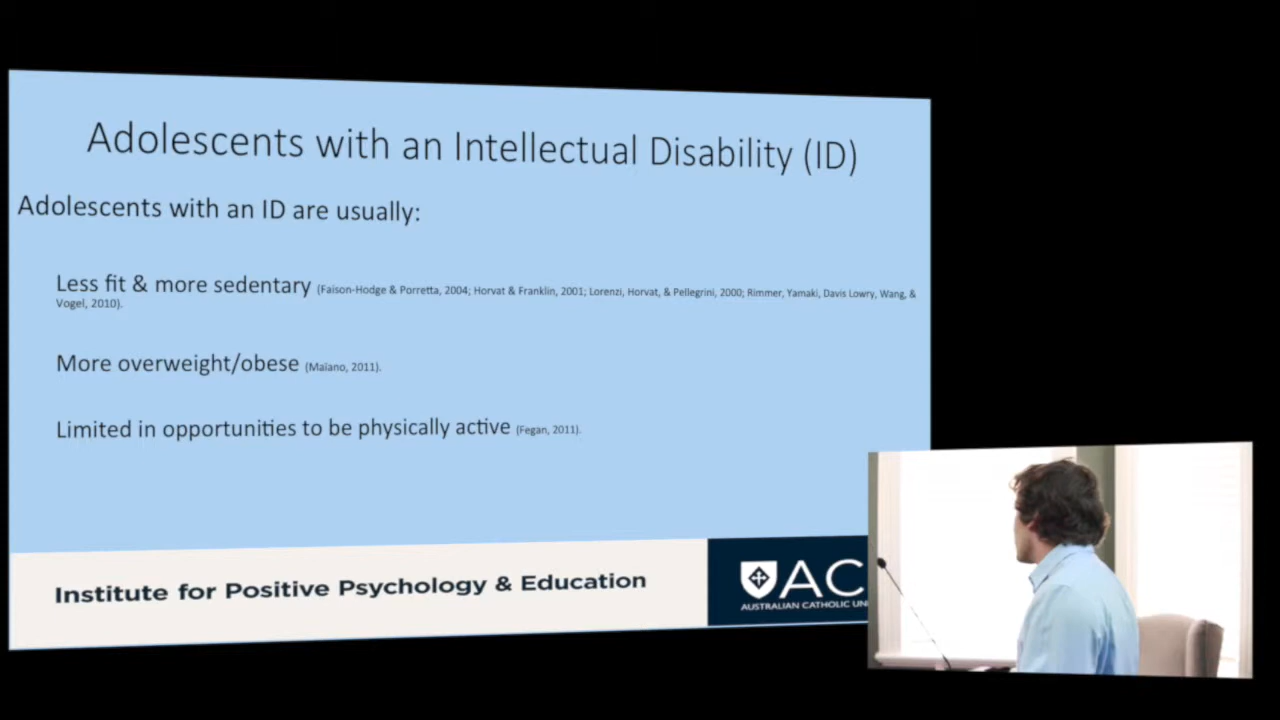 Adolescents with an Intellectual Disability (ID)
Adolescents with an ID are usually:
Less fit & more sedentary (Faison-Hodge & Porretta, 2004; Horvat & Franklin, 2001; Lorenzi, Horvat, & Pellegrini, 2000; Rimmer, Yamaki, Davis Lowry, Wang, &
Vogel, 2010).
More overweight/obese (Maïano, 2011).
Limited in opportunities to be physically active (Fegan, 2011).
Institute for Positive Psychology & Education
AC
AUSTRALIAN CATHOLIC UN